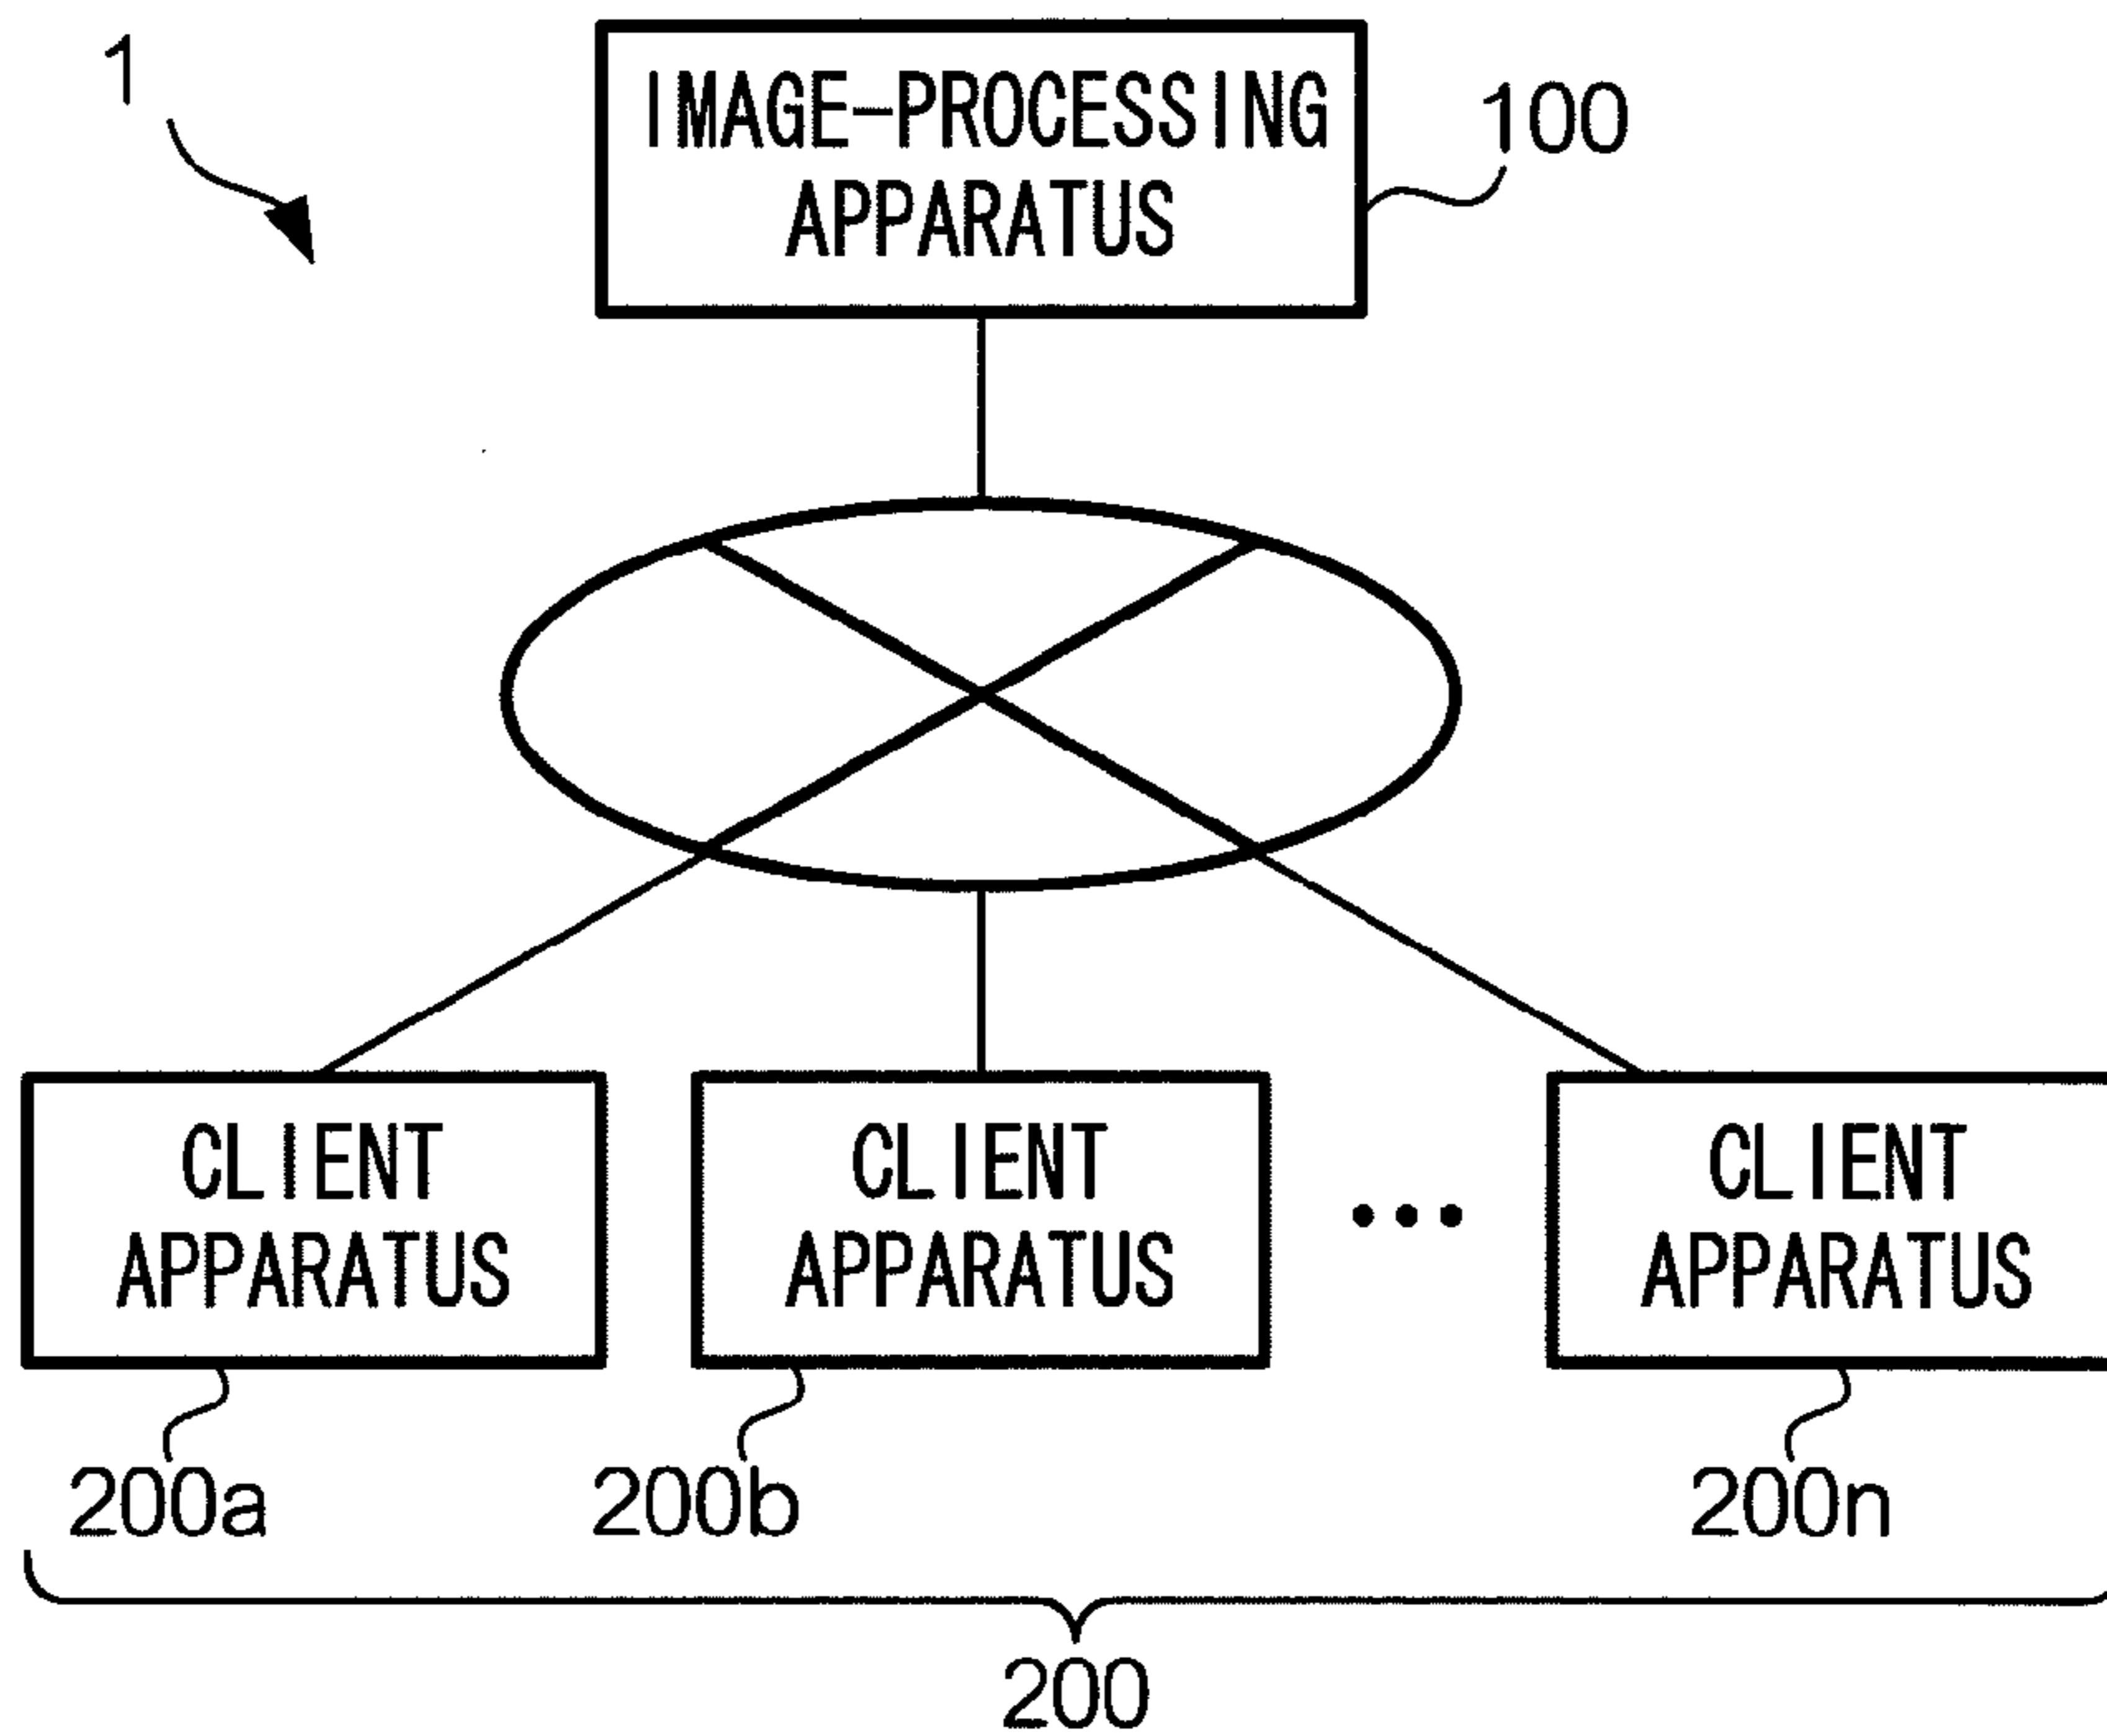 1
IMAGE-PROCESSING
APPARATUS
100
CLIENT
APPARATUS
CLIENT
APPARATUS
...
CLIENT
APPARATUS
200a
200b
200n
200